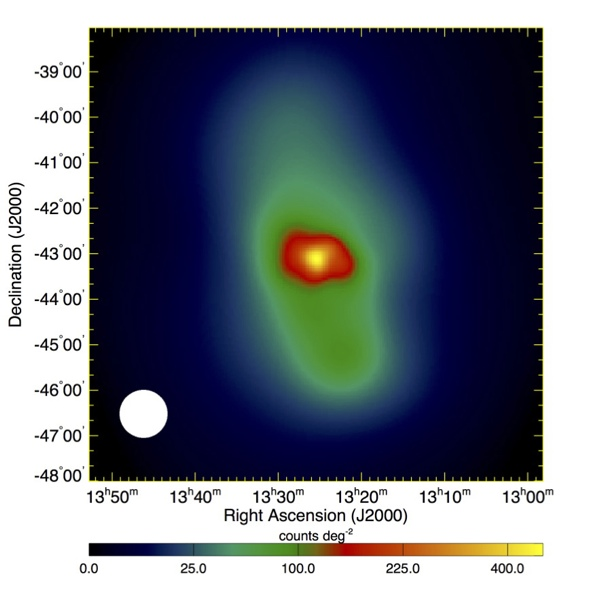 Declination (J2000)
-39°00′
-40°00′
-41°00′
-42°00′
-43°00′
-44°00′
-45°00′
-46°00′
-47°00′
-48°00′
13ʰ50ᵐ 13ʰ40ᵐ 13ʰ30ᵐ 13ʰ20ᵐ 13ʰ10ᵐ 13ʰ00ᵐ
Right Ascension (J2000)
counts deg⁻²
0.0 25.0 100.0 225.0 400.0